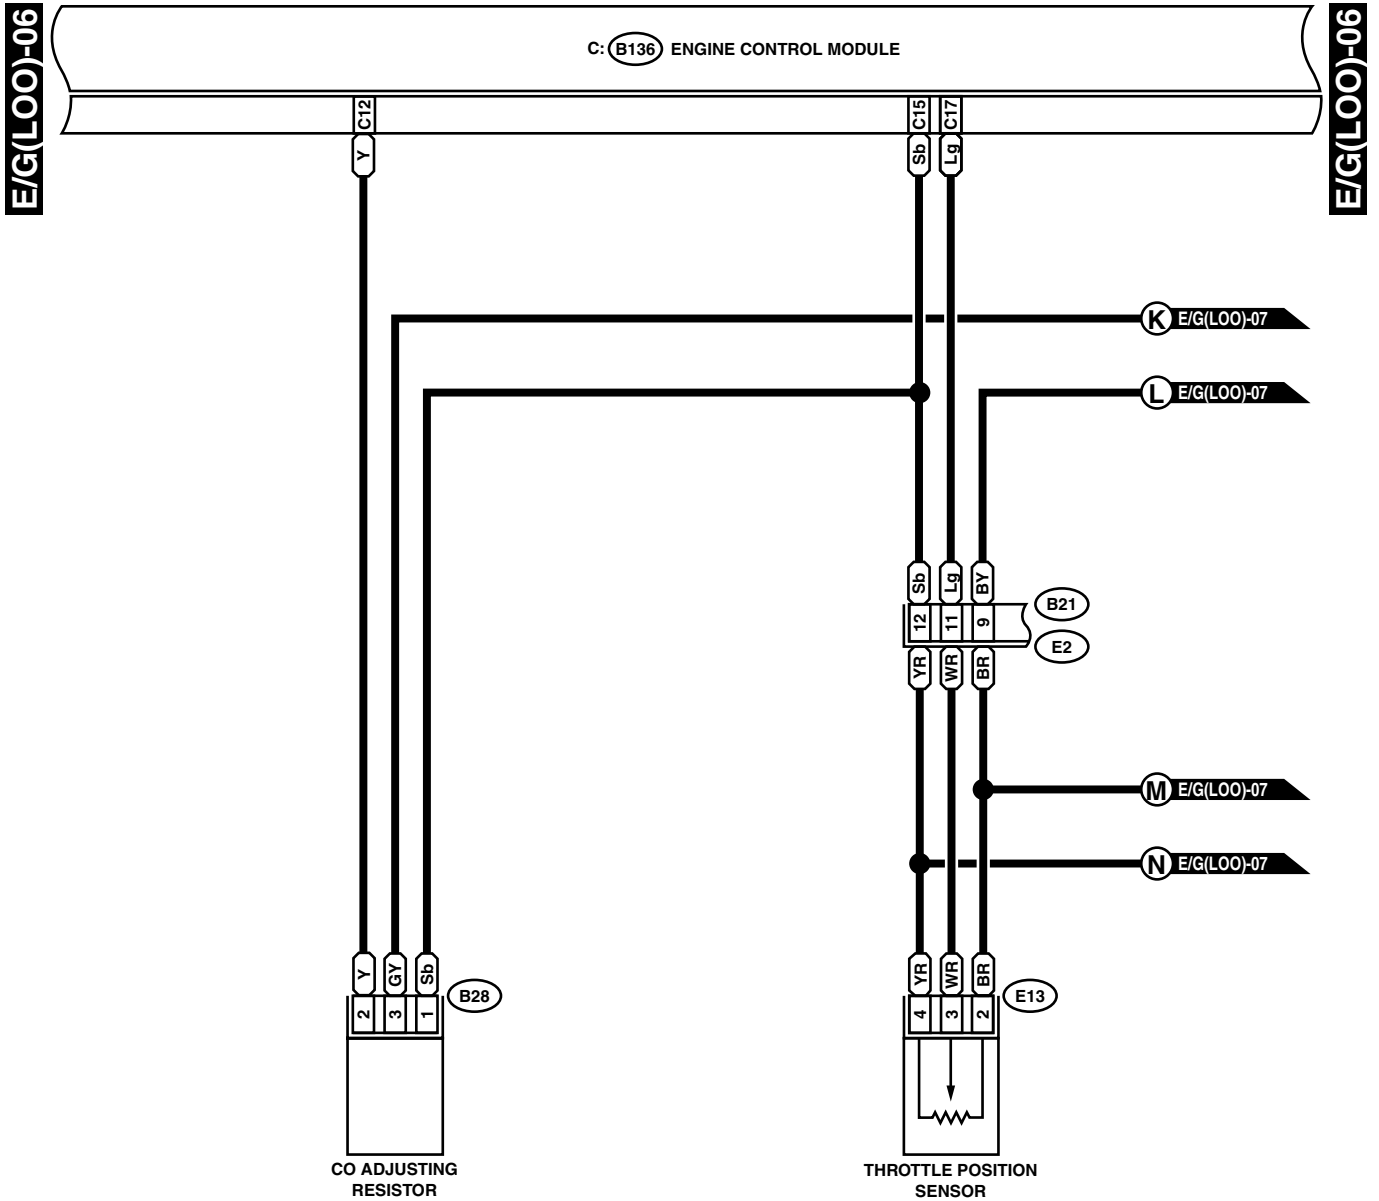 E/G(LOO)-06
E/G(LOO)-06
C: B136 ENGINE CONTROL MODULE
C12
C15
C17
Y
Sb
Lg
K E/G(LOO)-07
L E/G(LOO)-07
Sb
Lg
BY
B21
12
11
9
E2
YR
WR
BR
M E/G(LOO)-07
N E/G(LOO)-07
Y
GY
Sb
B28
2
3
1
YR
WR
BR
E13
4
3
2
CO ADJUSTING
RESISTOR
THROTTLE POSITION
SENSOR